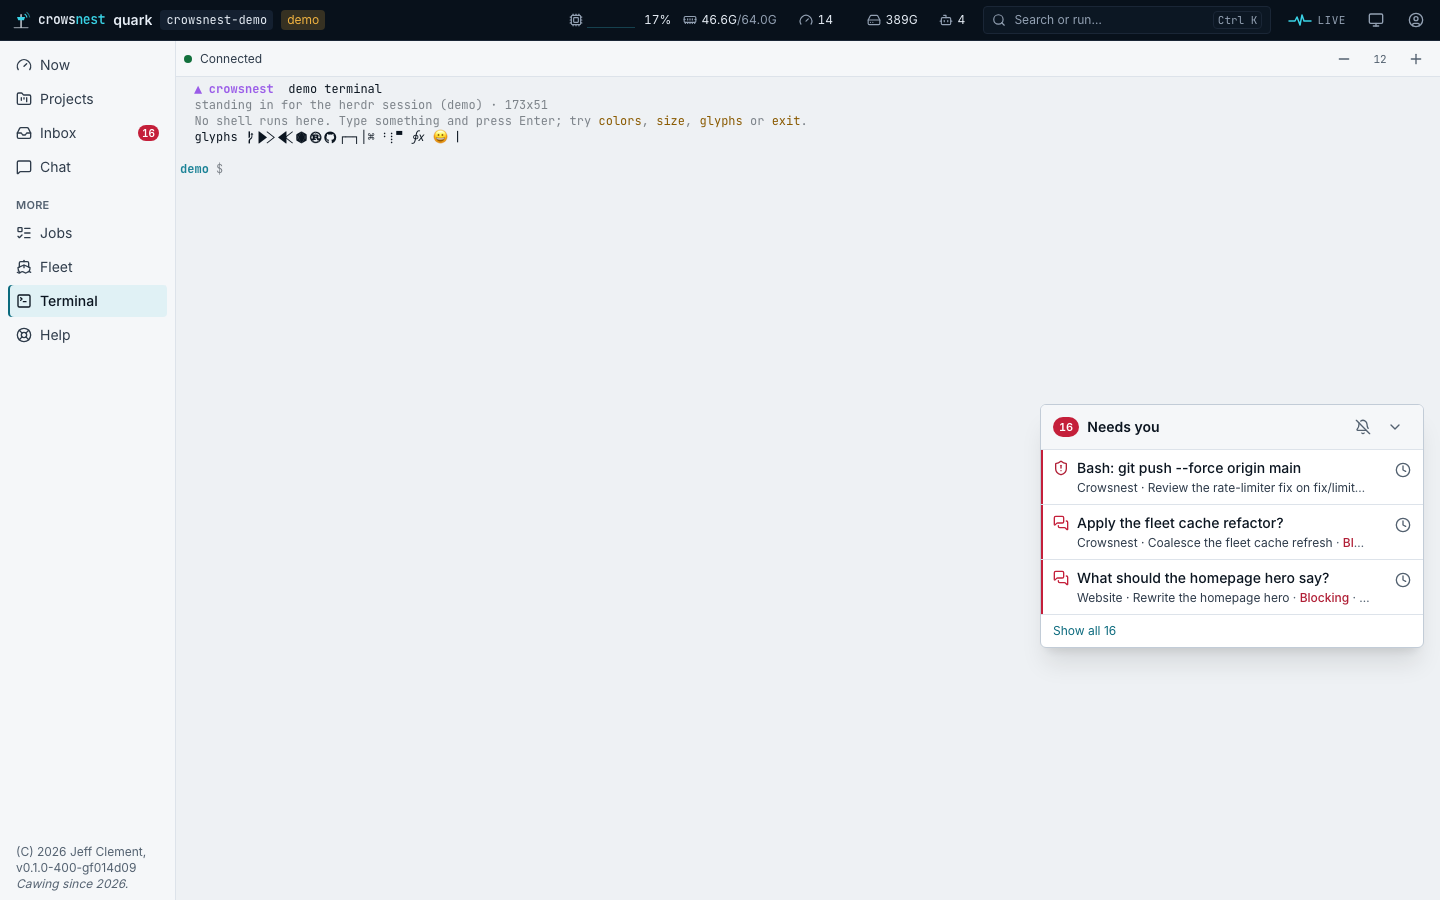 crowsnest quark crowsnest-demo demo 17% 46.6G/64.0G 14 389G 4 Search or run... Ctrl K LIVE
Now
Projects
Inbox 16
Chat
MORE
Jobs
Fleet
Terminal
Help
(C) 2026 Jeff Clement,
v0.1.0-400-gf014d09
Cawing since 2026.
Connected 12
▲ crowsnest demo terminal
standing in for the herdr session (demo) · 173x51
No shell runs here. Type something and press Enter; try colors, size, glyphs or exit.
glyphs
demo $
16 Needs you
Bash: git push --force origin main
Crowsnest · Review the rate-limiter fix on fix/limit...
Apply the fleet cache refactor?
Crowsnest · Coalesce the fleet cache refresh · Bl...
What should the homepage hero say?
Website · Rewrite the homepage hero · Blocking · ...
Show all 16